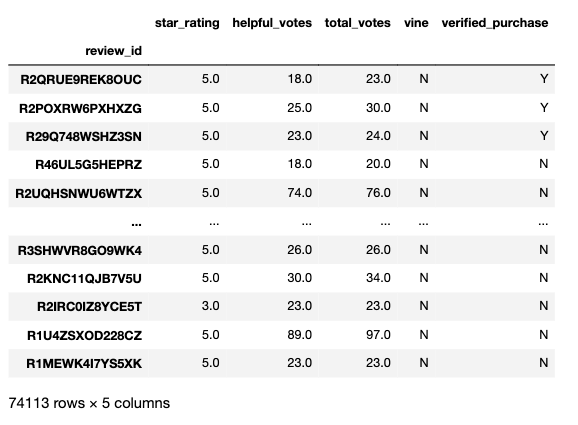 star_rating helpful_votes total_votes vine verified_purchase
review_id
R2QRUE9REK8OUC 5.0 18.0 23.0 N Y
R2POXRW6PXHXZG 5.0 25.0 30.0 N Y
R29Q748WSHZ3SN 5.0 23.0 24.0 N Y
R46UL5G5HEPRZ 5.0 18.0 20.0 N N
R2UQHSNWU6WTZX 5.0 74.0 76.0 N N
... ... ... ... ... ...
R3SHWVR8GO9WK4 5.0 26.0 26.0 N N
R2KNC11QJB7V5U 5.0 30.0 34.0 N N
R2IRC0IZ8YCE5T 3.0 23.0 23.0 N N
R1U4ZSXOD228CZ 5.0 89.0 97.0 N N
R1MEWK4I7YS5XK 5.0 23.0 23.0 N N
74113 rows × 5 columns